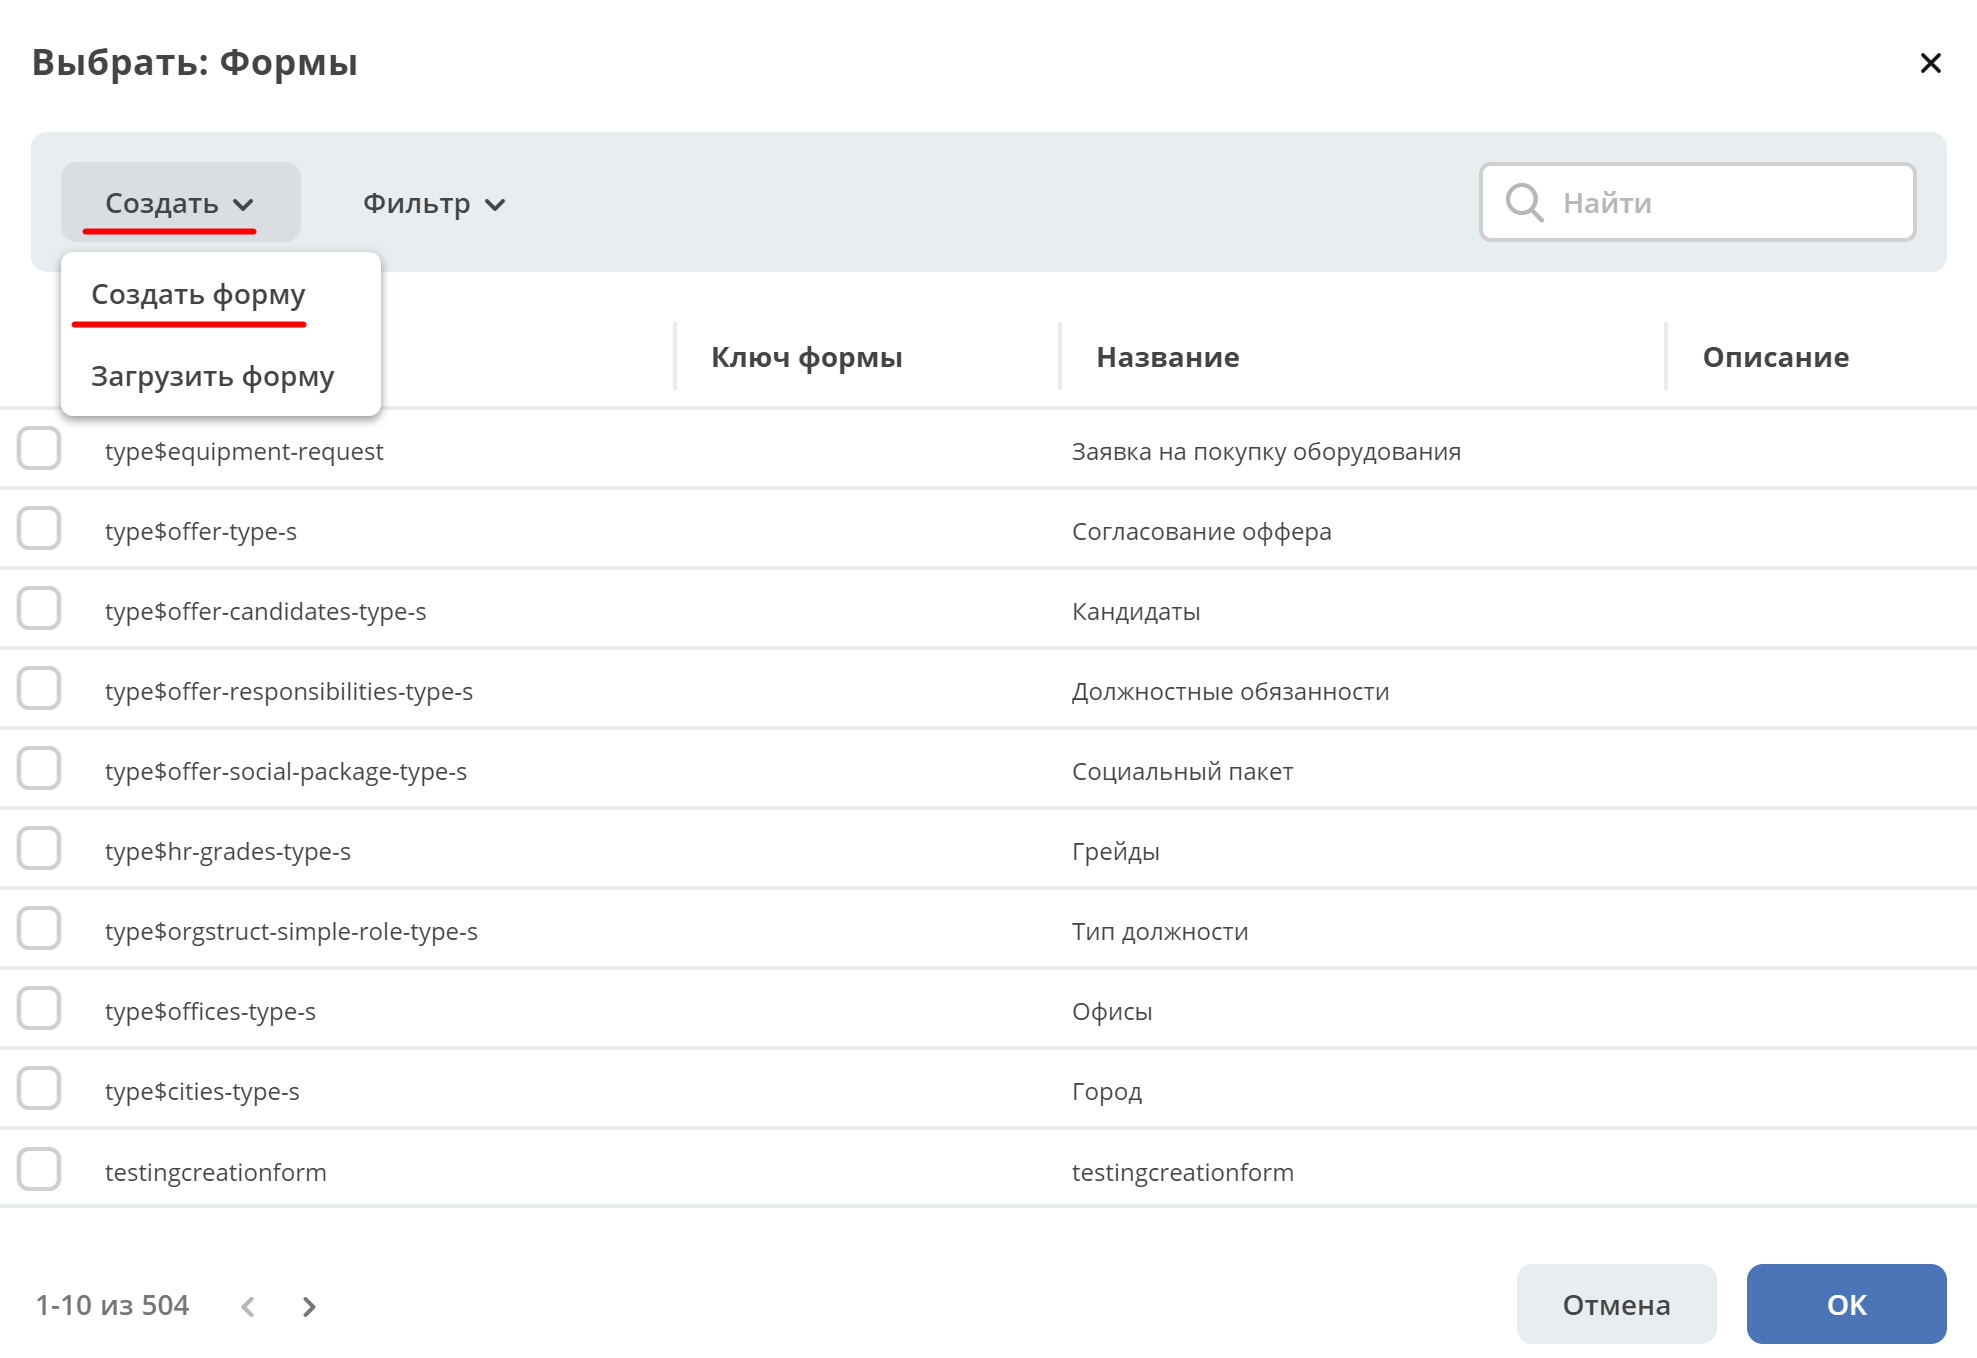 Выбрать: Формы
Создать Фильтр Найти
Создать форму
Загрузить форму
Ключ формы Название Описание
type$equipment-request Заявка на покупку оборудования
type$offer-type-s Согласование оффера
type$offer-candidates-type-s Кандидаты
type$offer-responsibilities-type-s Должностные обязанности
type$offer-social-package-type-s Социальный пакет
type$hr-grades-type-s Грейды
type$orgstruct-simple-role-type-s Тип должности
type$offices-type-s Офисы
type$cities-type-s Город
testingcreationform testingcreationform
1-10 из 504 Отмена ОК